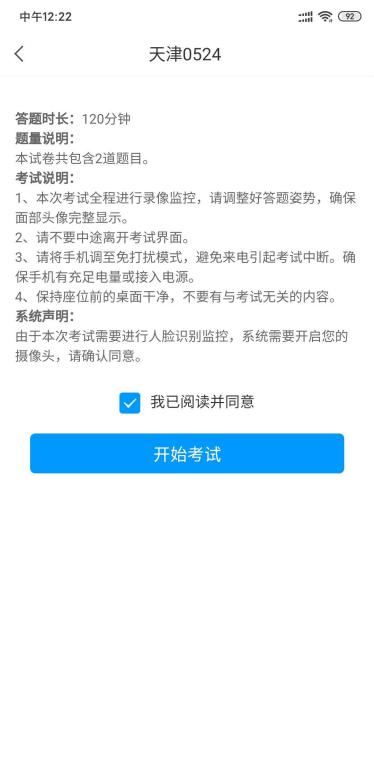 中午12:22
92
天津0524
答题时长：120分钟
题量说明：
本试卷共包含2道题目。
考试说明：
1、本次考试全程进行录像监控，请调整好答题姿势，确保
面部头像完整显示。
2、请不要中途离开考试界面。
3、请将手机调至免打扰模式，避免来电引起考试中断。确
保手机有充足电量或接入电源。
4、保持座位前的桌面干净，不要有与考试无关的内容。
系统声明：
由于本次考试需要进行人脸识别监控，系统需要开启您的
摄像头，请确认同意。
我已阅读并同意
开始考试